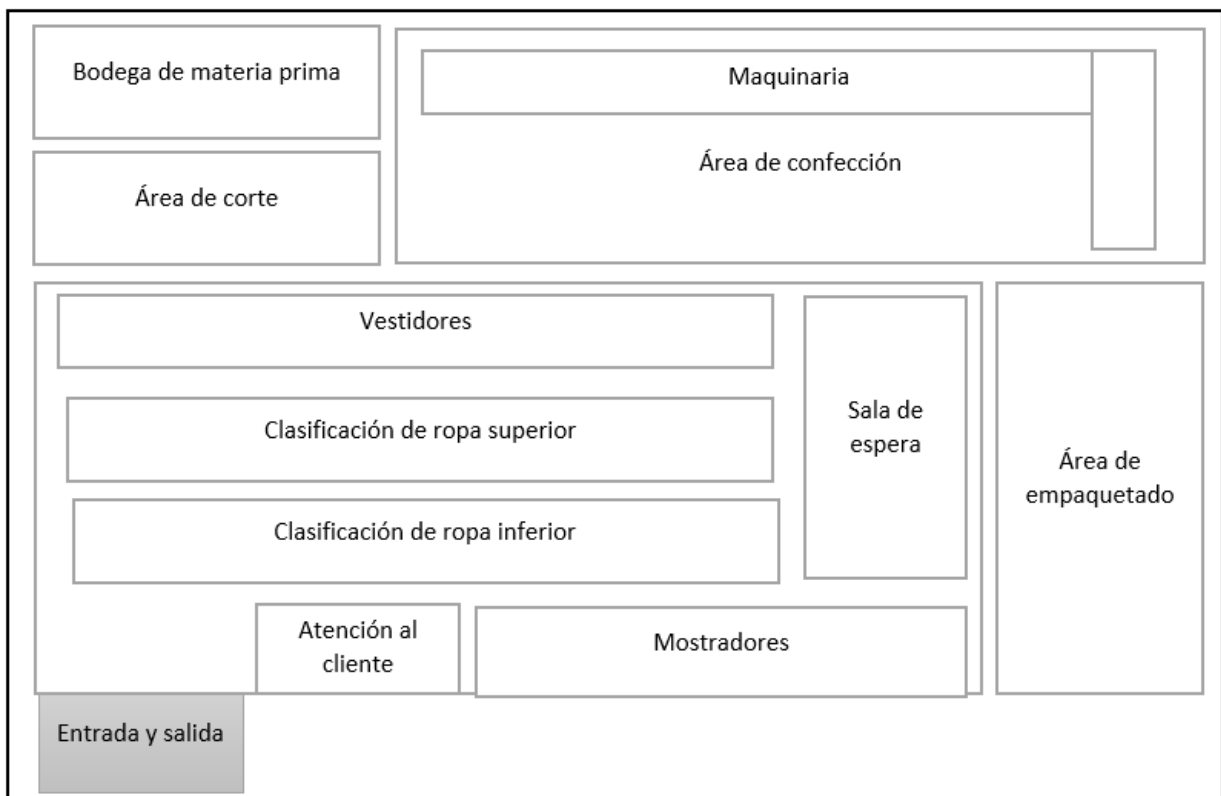 Bodega de materia prima
Maquinaria
Área de confección
Área de corte
Vestidores
Clasificación de ropa superior
Clasificación de ropa inferior
Sala de
espera
Área de
empaquetado
Atención al
cliente
Mostradores
Entrada y salida